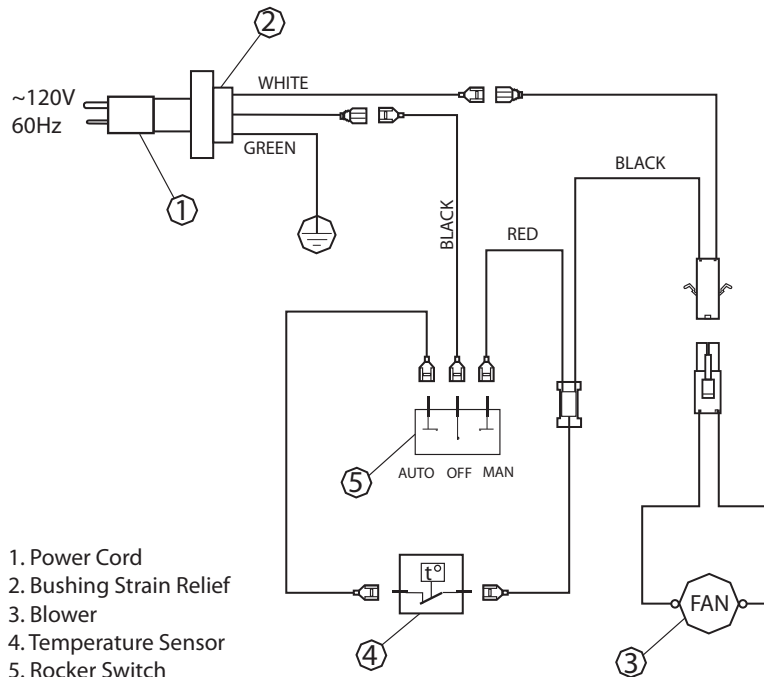 2
WHITE
~120V
60Hz
GREEN
1
BLACK
BLACK
RED
5
AUTO OFF MAN
t°
4
FAN
3
1. Power Cord
2. Bushing Strain Relief
3. Blower
4. Temperature Sensor
5. Rocker Switch